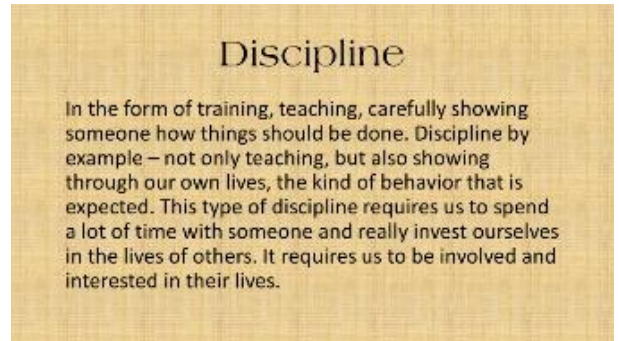 Discipline
In the form of training, teaching, carefully showing
someone how things should be done. Discipline by
example – not only teaching, but also showing
through our own lives, the kind of behavior that is
expected. This type of discipline requires us to spend
a lot of time with someone and really invest ourselves
in the lives of others. It requires us to be involved and
interested in their lives.